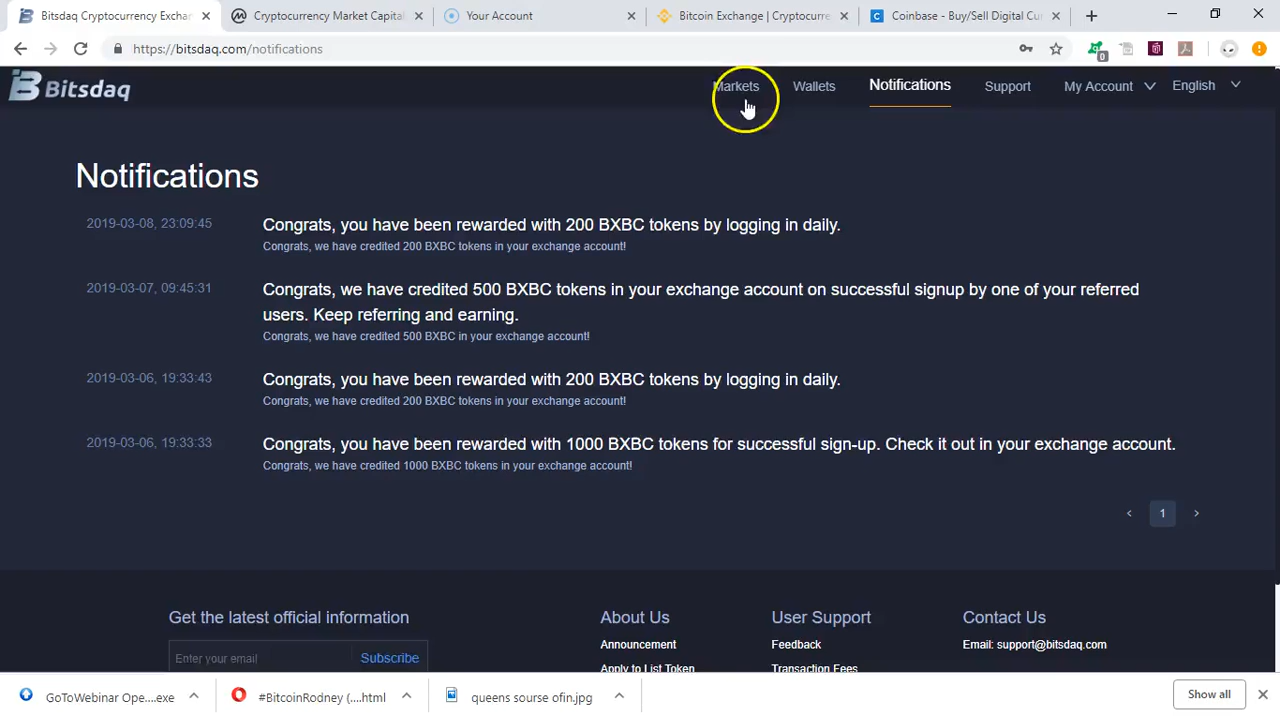 Bitsdaq Cryptocurrency Exchar
Cryptocurrency Market Capital
Your Account
Bitcoin Exchange | Cryptocurre
Coinbase - Buy/Sell Digital Cur
https://bitsdaq.com/notifications
0
Bitsdaq
Markets
Wallets
Notifications
Support
My Account
English
Notifications
2019-03-08, 23:09:45
Congrats, you have been rewarded with 200 BXBC tokens by logging in daily.
Congrats, we have credited 200 BXBC tokens in your exchange account!
2019-03-07, 09:45:31
Congrats, we have credited 500 BXBC tokens in your exchange account on successful signup by one of your referred
users. Keep referring and earning.
Congrats, we have credited 500 BXBC in your exchange account!
2019-03-06, 19:33:43
Congrats, you have been rewarded with 200 BXBC tokens by logging in daily.
Congrats, we have credited 200 BXBC tokens in your exchange account!
2019-03-06, 19:33:33
Congrats, you have been rewarded with 1000 BXBC tokens for successful sign-up. Check it out in your exchange account.
Congrats, we have credited 1000 BXBC tokens in your exchange account!
< 1 >
Get the latest official information
Enter your email
Subscribe
About Us
Announcement
Apply to List Token
User Support
Feedback
Transaction Fees
Contact Us
Email: support@bitsdaq.com
GoToWebinar Ope....exe
#BitcoinRodney (....html
queens sourse ofin.jpg
Show all